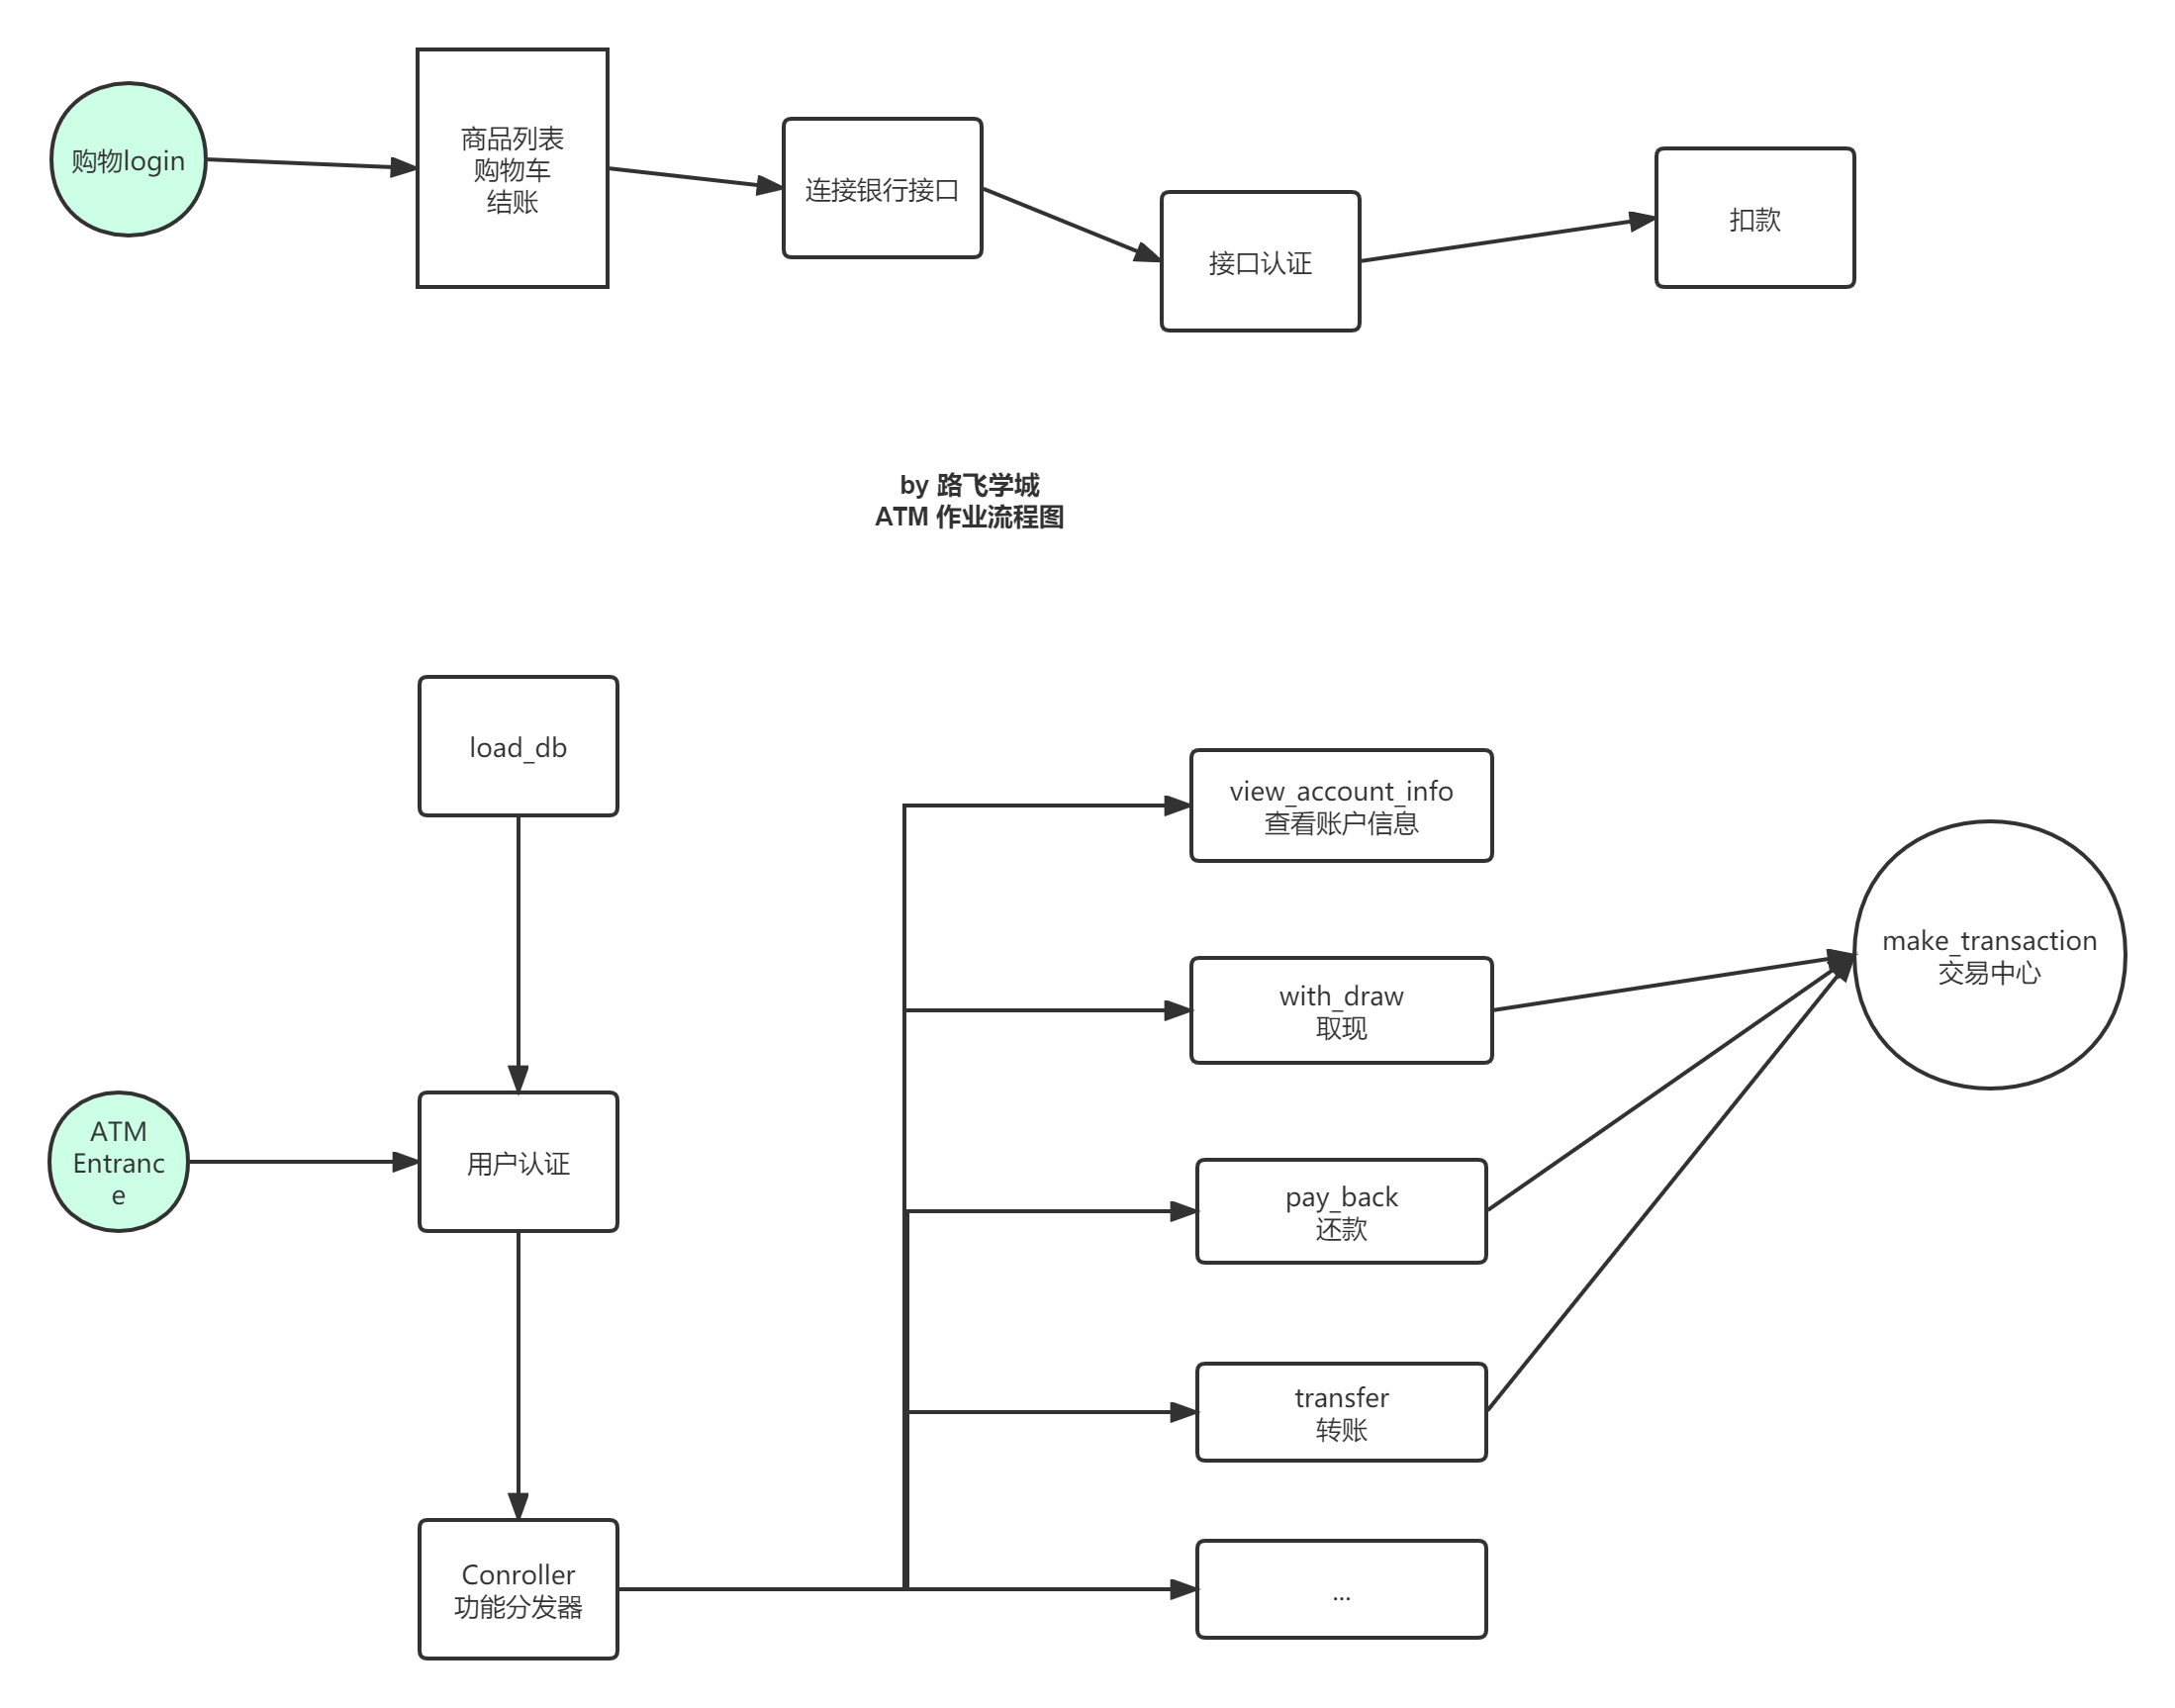 购物login
商品列表
购物车
结账
连接银行接口
接口认证
扣款
by 路飞学城
ATM 作业流程图
load_db
view_account_info
查看账户信息
make_transaction
交易中心
with_draw
取现
ATM
Entranc
e
用户认证
pay_back
还款
transfer
转账
Conroller
功能分发器
...